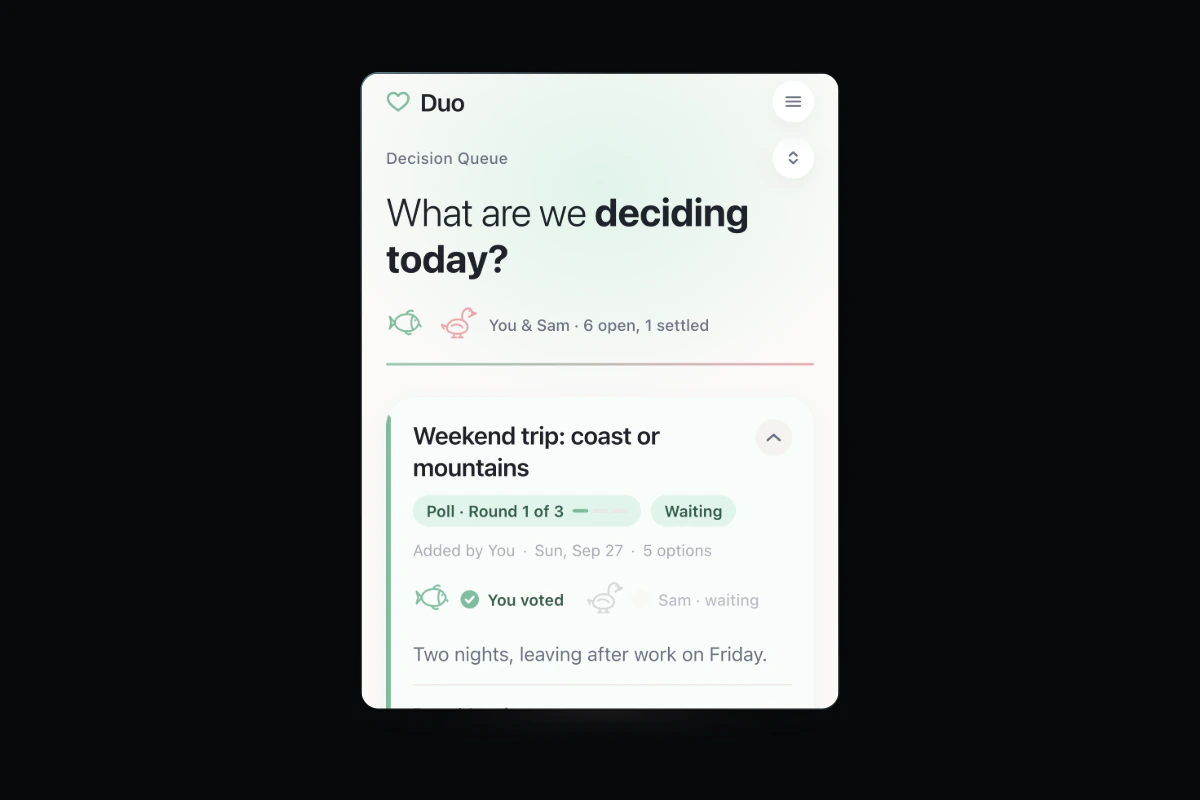 Duo
Decision Queue
What are we deciding
today?
You & Sam · 6 open, 1 settled
Weekend trip: coast or
mountains
Poll · Round 1 of 3
Waiting
Added by You · Sun, Sep 27 · 5 options
You voted
Sam · waiting
Two nights, leaving after work on Friday.